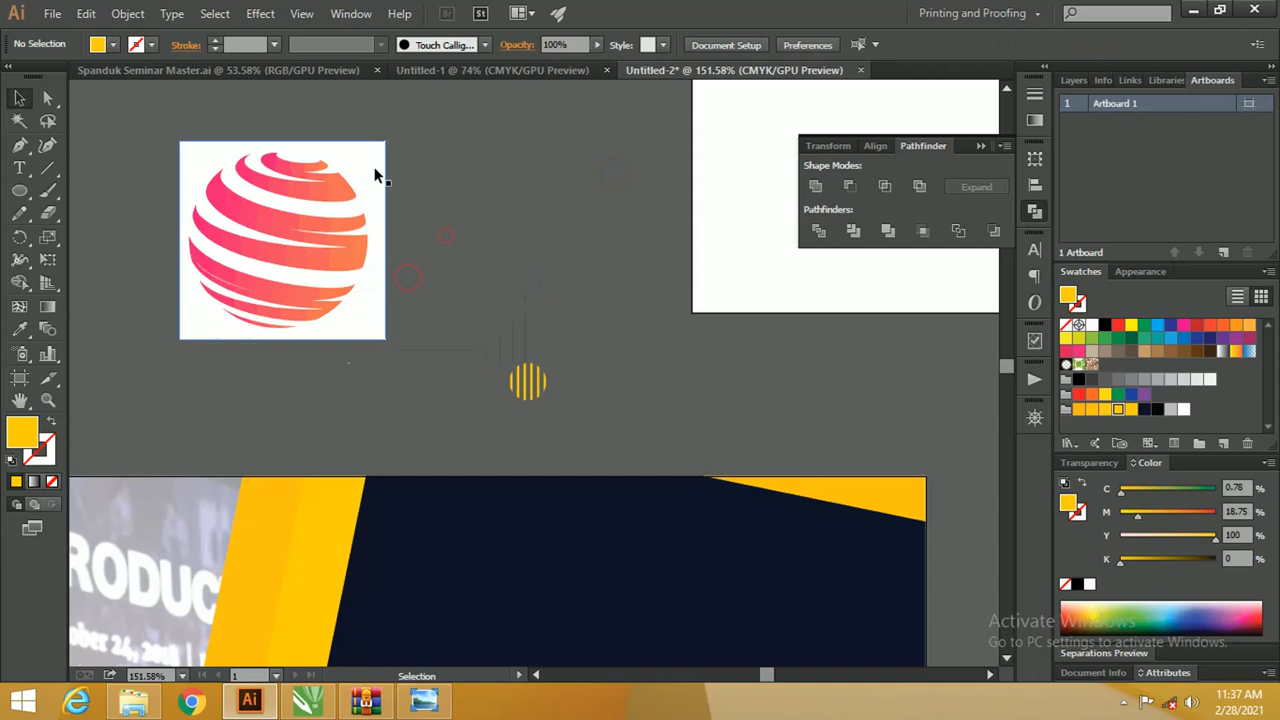 Ai File Edit Object Type Select Effect View Window Help Br St Printing and Proofing
No Selection Stroke: Touch Callig... Opacity: 100% Style: Document Setup Preferences
Spanduk Seminar Master.ai @ 53.58% (RGB/GPU Preview) × Untitled-1 @ 74% (CMYK/GPU Preview) × Untitled-2* @ 151.58% (CMYK/GPU Preview) ×
Layers Info Links Libraries Artboards
1 Artboard 1
Transform Align Pathfinder
Shape Modes:
Expand
Pathfinders:
1 Artboard
Swatches Appearance
Transparency Color
C 0.78 %
M 18.75 %
Y 100 %
K 0 %
RODUC
ober 24, 201
Activate Windows
Go to PC settings to activate Windows.
Separations Preview
Document Info Attributes
151.58% 1 Selection
Ai
11:37 AM
2/28/2021